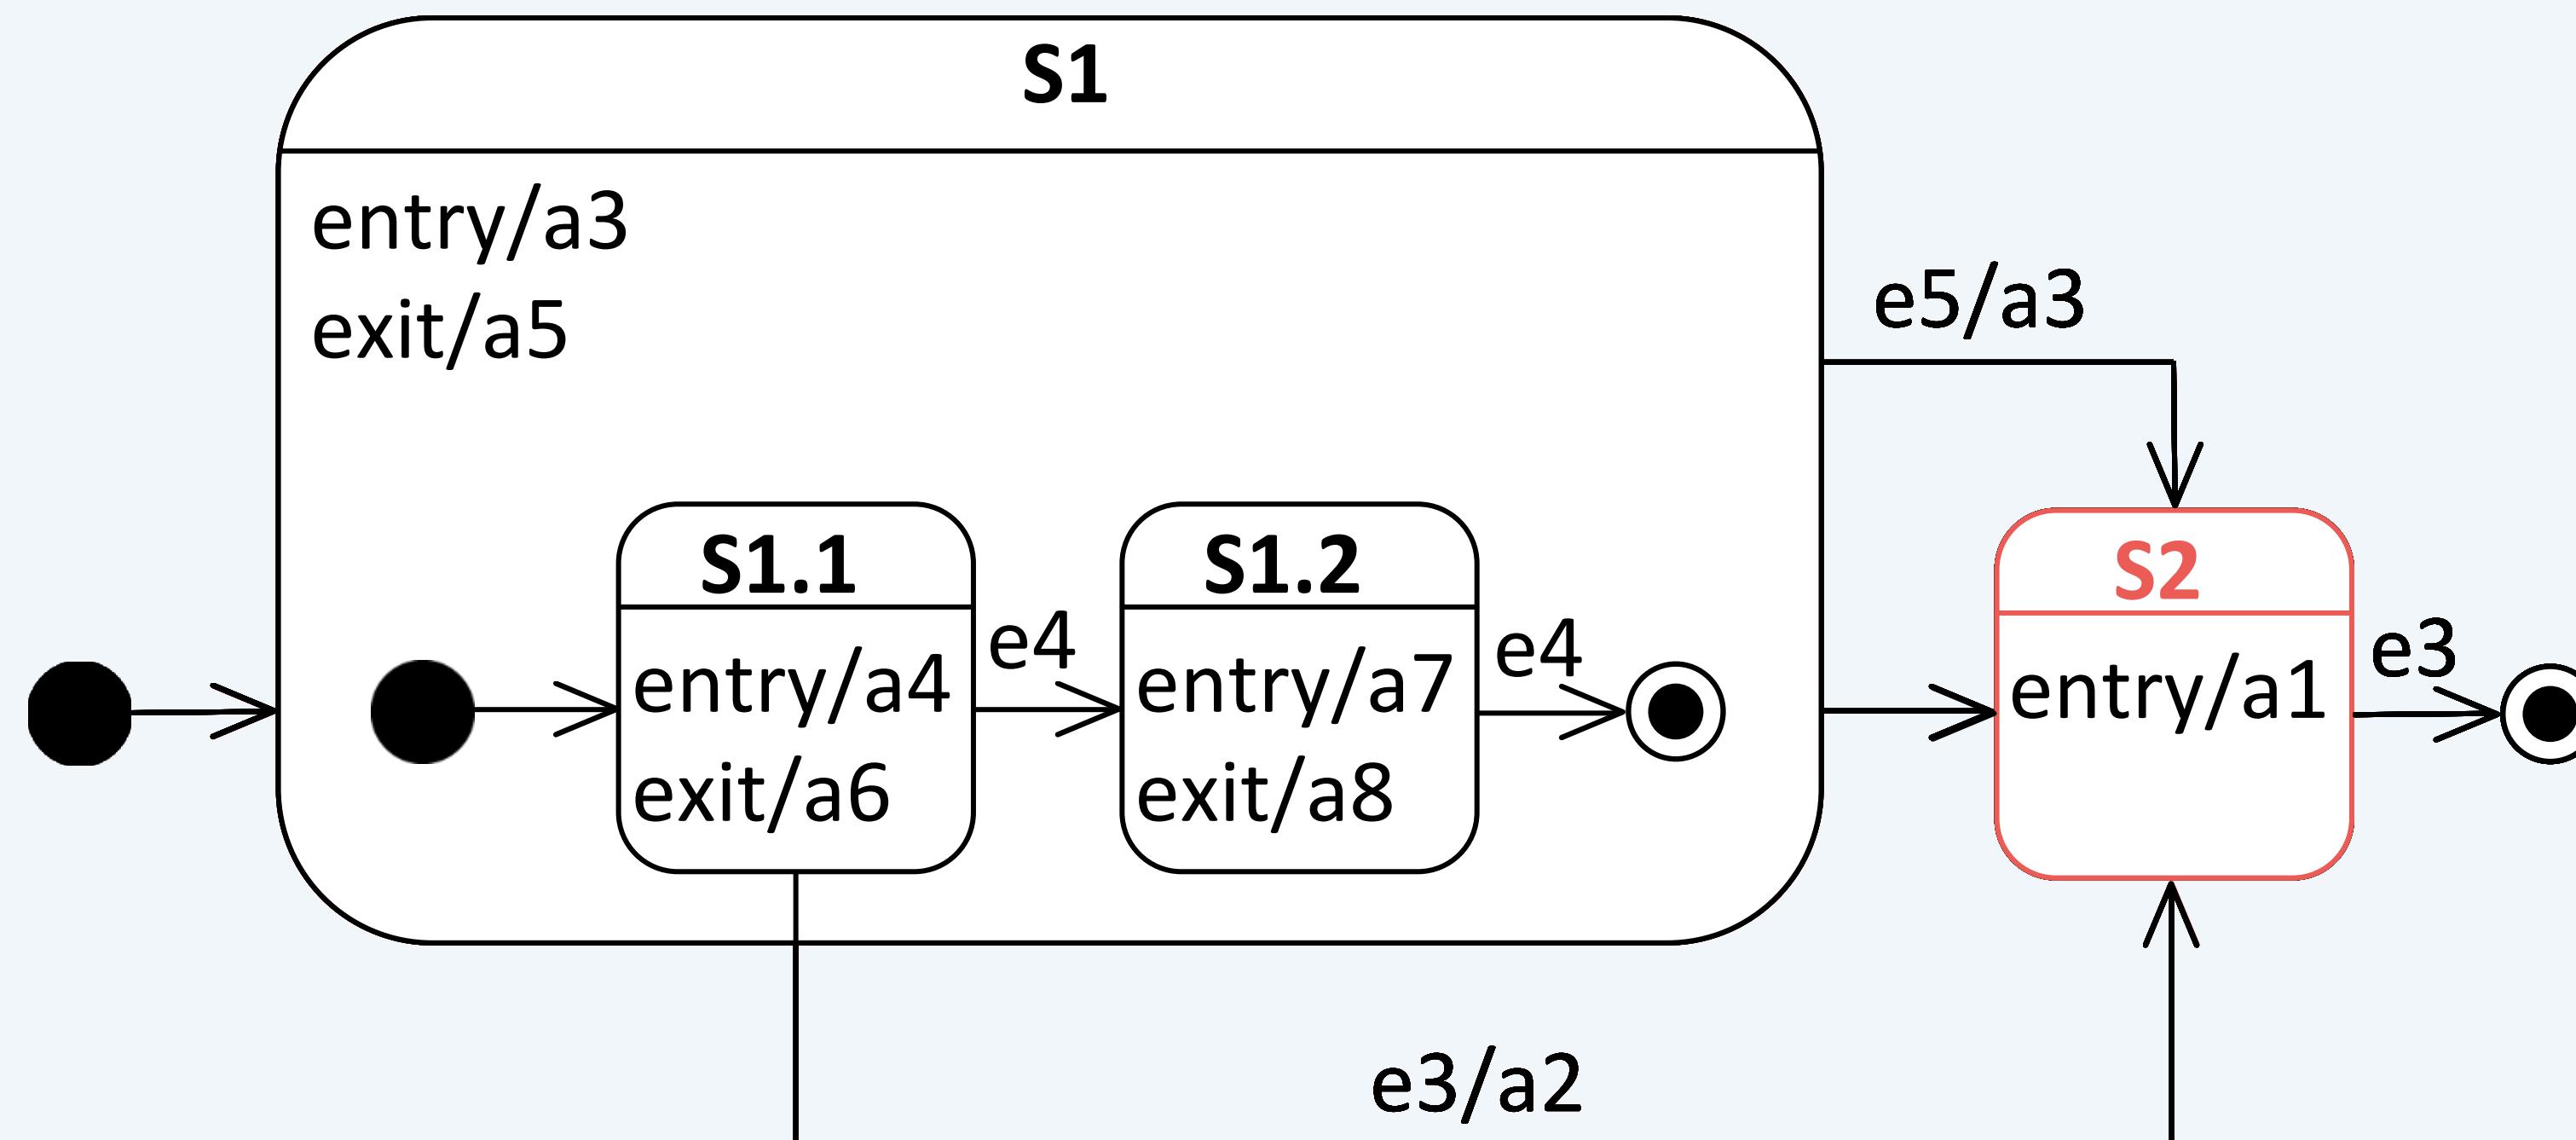 S1
entry/a3
exit/a5
e5/a3
S1.1
entry/a4
exit/a6
e4
S1.2
entry/a7
exit/a8
e4
S2
entry/a1
e3
e3/a2